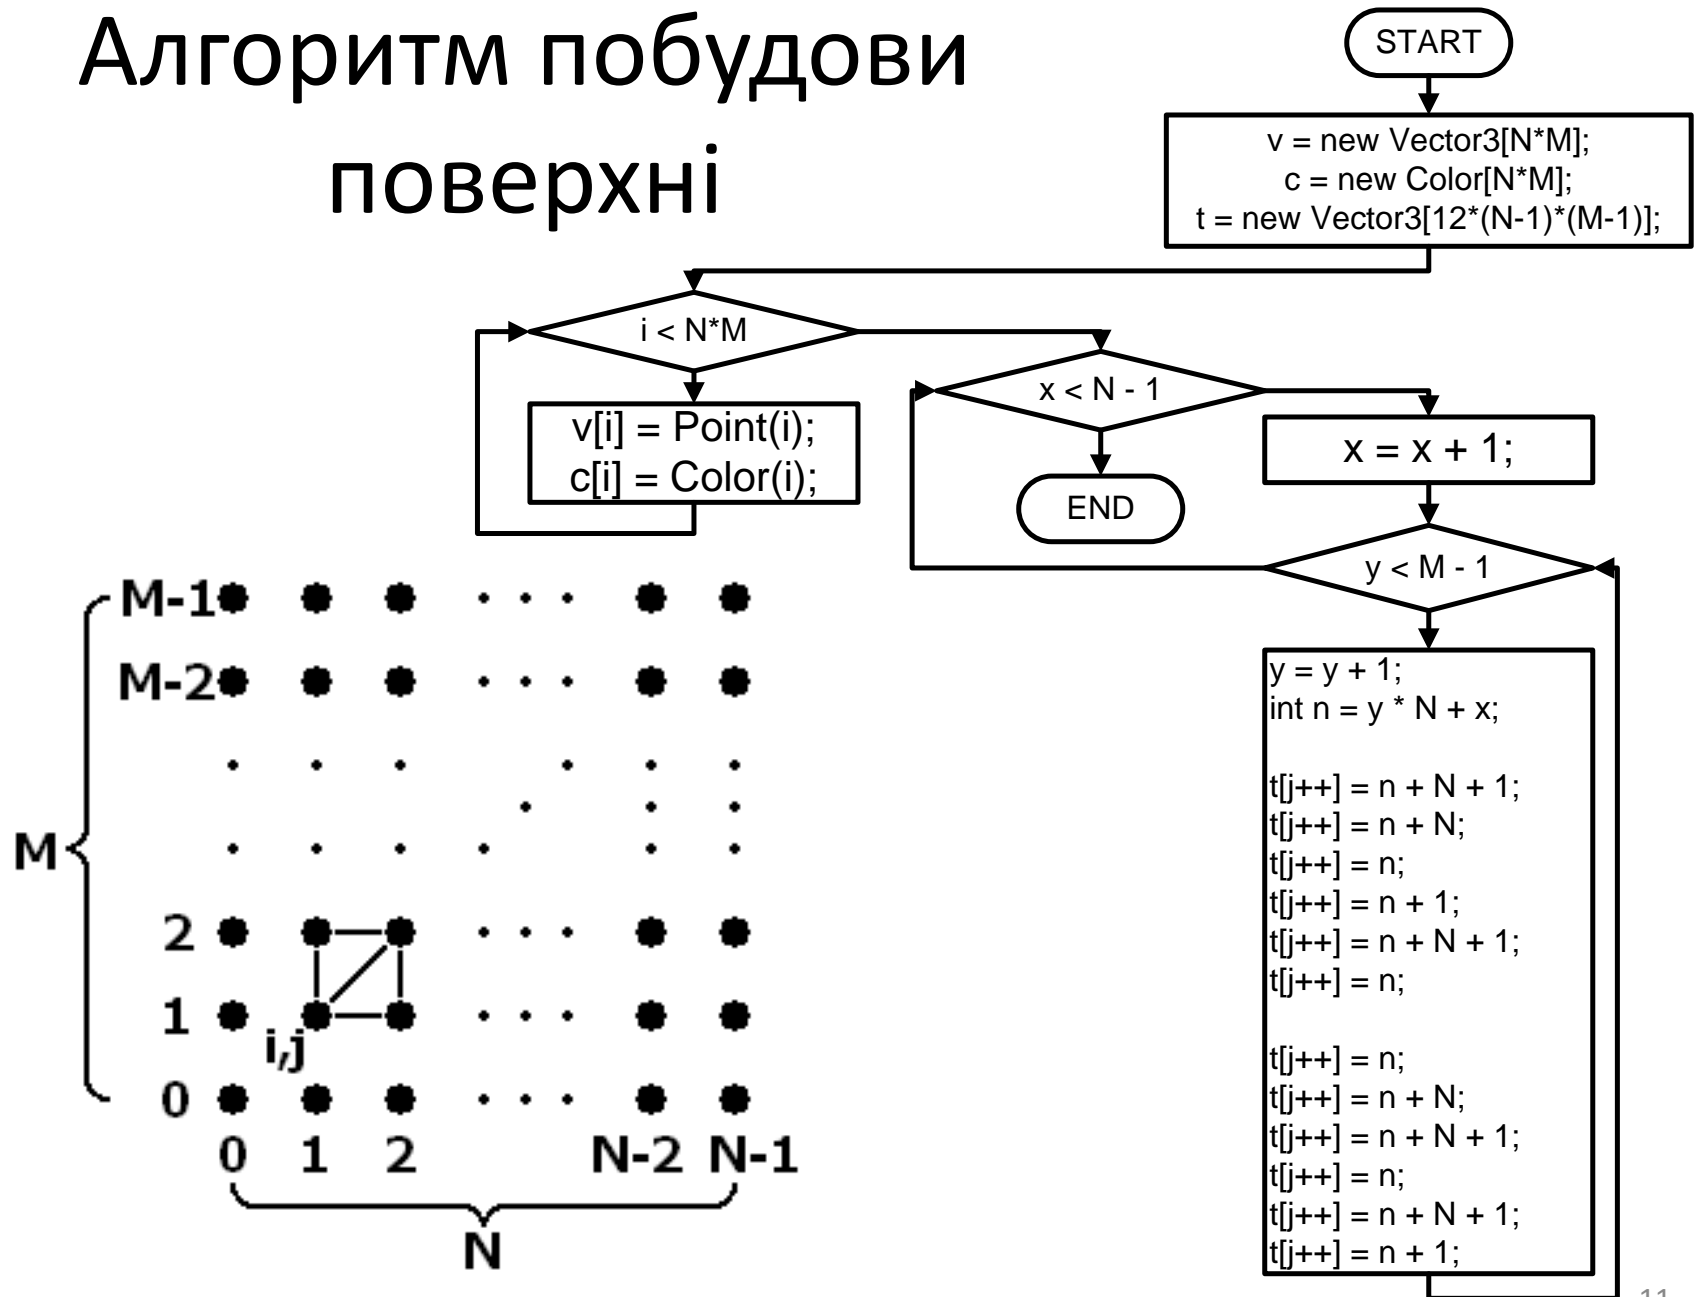 Алгоритм побудови
поверхні
START
v = new Vector3[N*M];
c = new Color[N*M];
t = new Vector3[12*(N-1)*(M-1)];
i < N*M
v[i] = Point(i);
c[i] = Color(i);
x < N - 1
END
x = x + 1;
y < M - 1
y = y + 1;
int n = y * N + x;
t[j++] = n + N + 1;
t[j++] = n + N;
t[j++] = n;
t[j++] = n + 1;
t[j++] = n + N + 1;
t[j++] = n;
t[j++] = n;
t[j++] = n + N;
t[j++] = n + N + 1;
t[j++] = n;
t[j++] = n + N + 1;
t[j++] = n + 1;
M-1
M-2
M
2
1
i,j
0
0 1 2 N-2 N-1
N
11